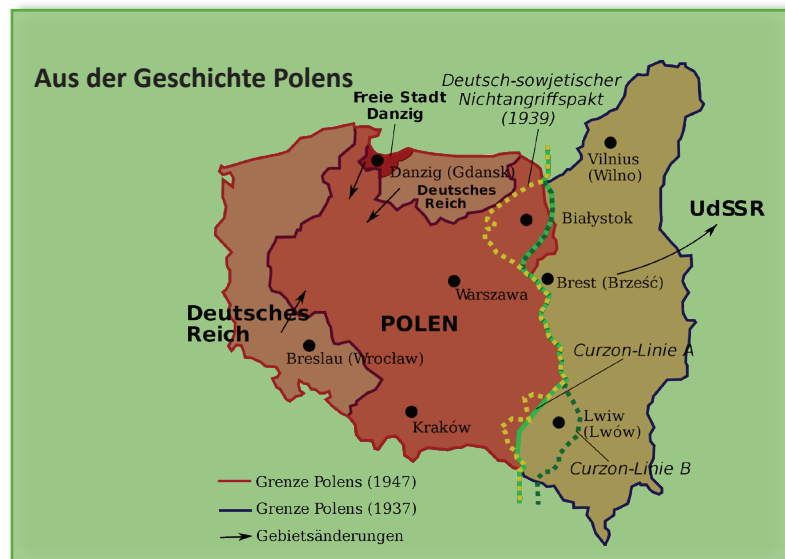 Aus der Geschichte Polens
Deutsch-sowjetischer
Nichtangriffspakt
(1939)
Freie Stadt
Danzig
Vilnius
(Wilno)
Danzig (Gdansk)
Deutsches
Reich
Białystok
UdSSR
Brest (Brześć)
Warszawa
Deutsches
Reich
POLEN
Breslau (Wrocław)
Curzon-Linie A
Kraków
Lwiw
(Lwów)
Curzon-Linie B
Grenze Polens (1947)
Grenze Polens (1937)
Gebietsänderungen